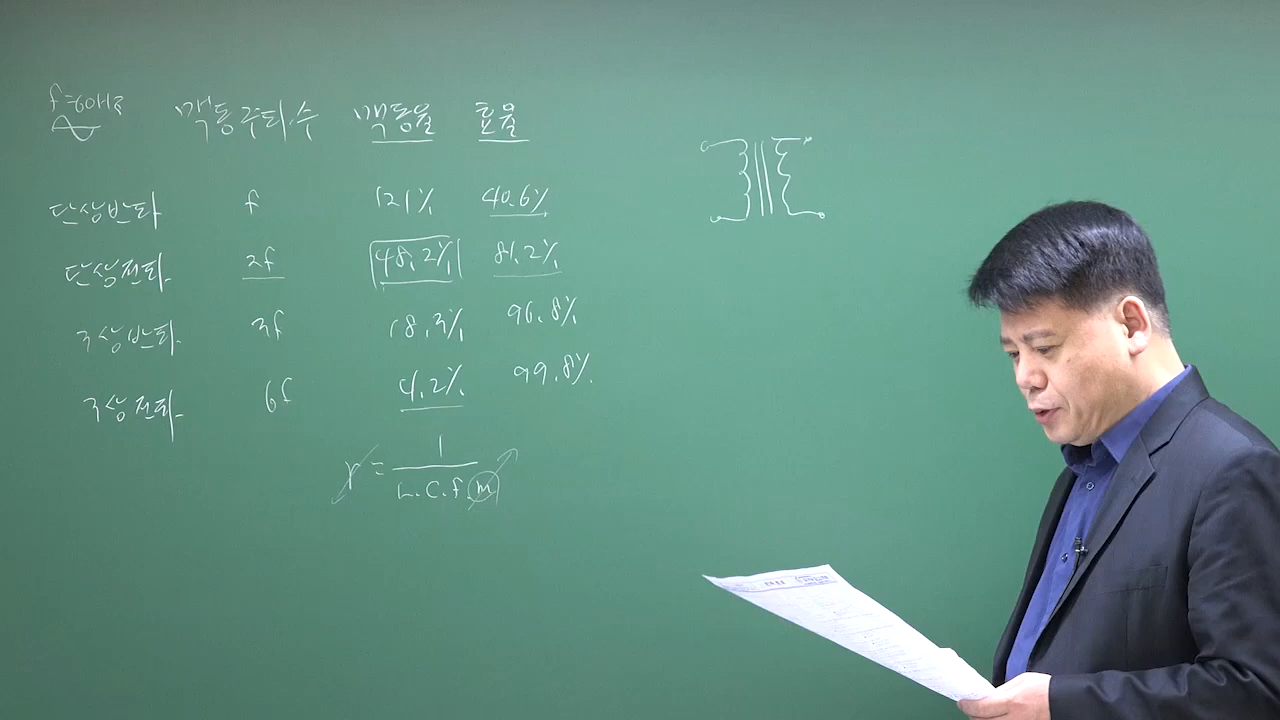 f=60Hz 맥동주파수 맥동율 효율
단상반파 f 121% 40.6%
단상전파 2f 48.2% 81.2%
3상반파 3f 18.3% 96.8%
3상전파 6f 4.2% 99.8%
γ = 1
L.C.f.m